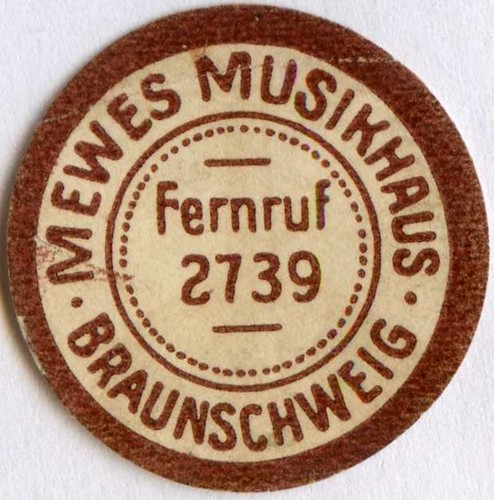 MEWES MUSIKHAUS
Fernruf
2739
BRAUNSCHWEIG